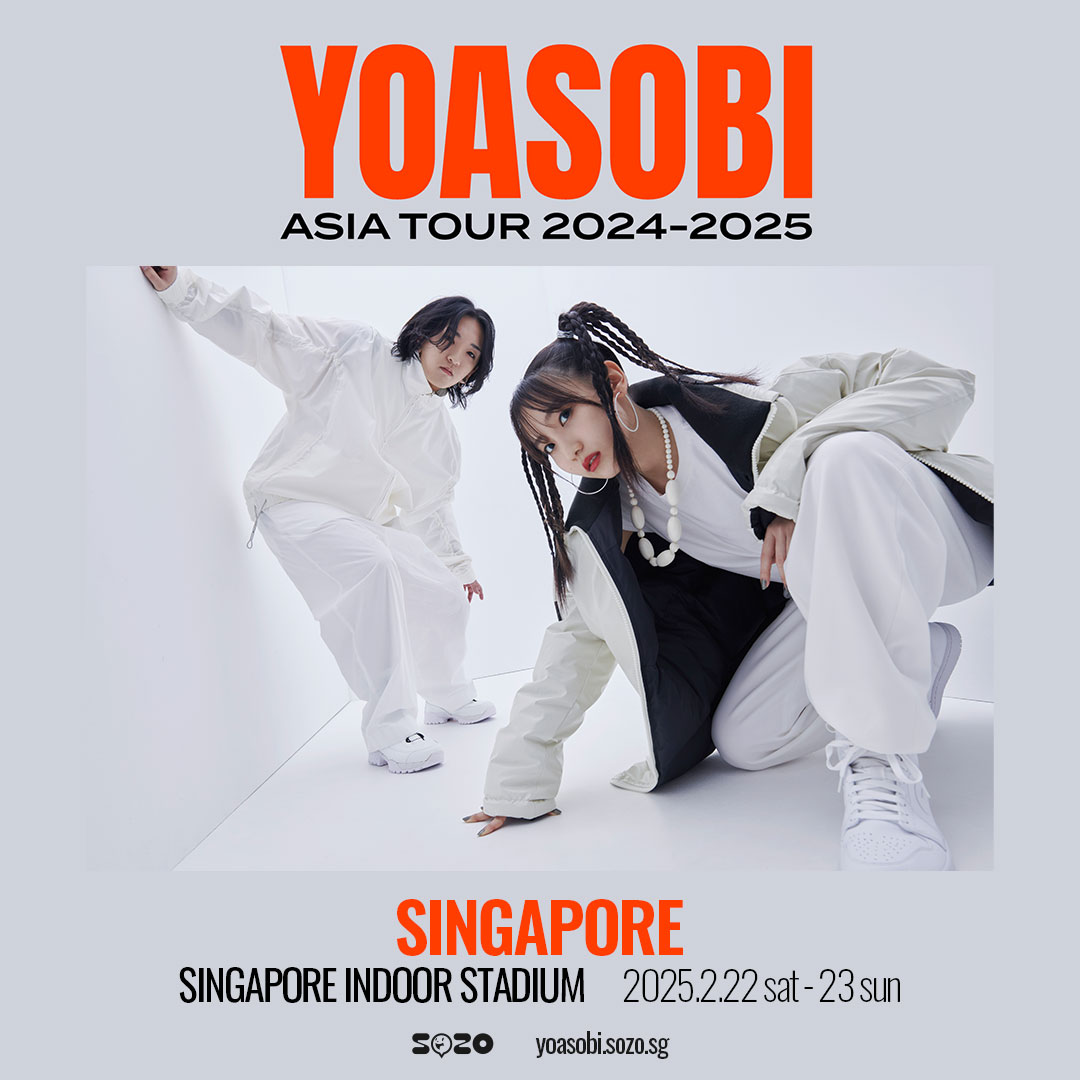 YOASOBI
ASIA TOUR 2024-2025
SINGAPORE
SINGAPORE INDOOR STADIUM 2025.2.22 sat - 23 sun
SOZO yoasobi.sozo.sg